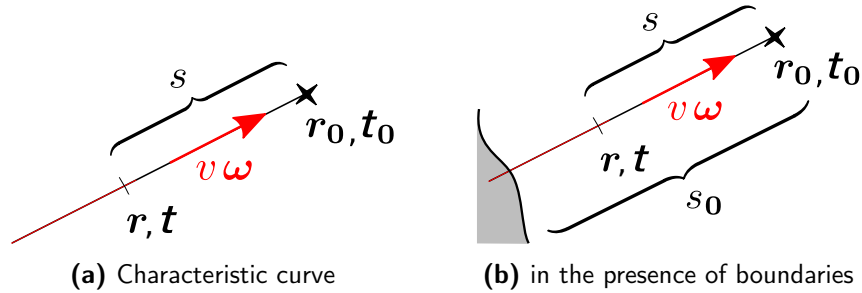 s
r₀, t₀
v ω
r, t
(a) Characteristic curve
s
r₀, t₀
v ω
r, t
s₀
(b) in the presence of boundaries